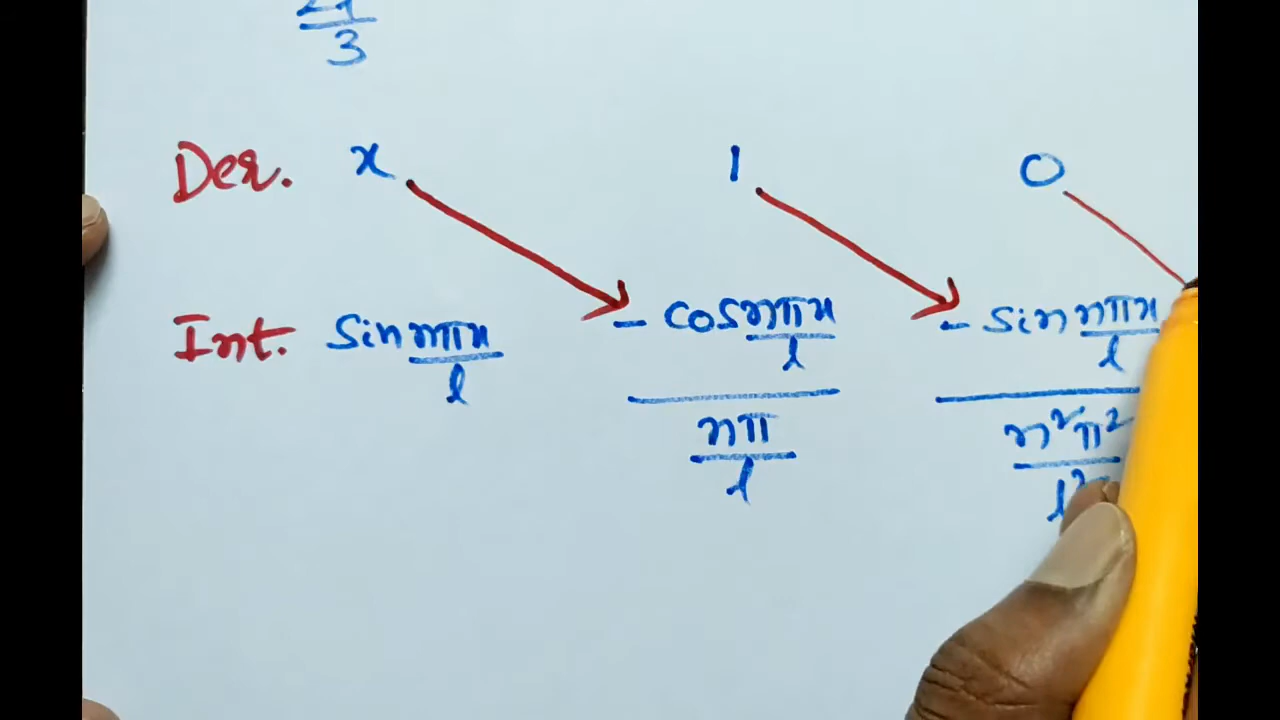 3
Der. x 1 0
Int. sin nπx/l - cos nπx/l / nπ/l - sin nπx/l / n²π²/l²